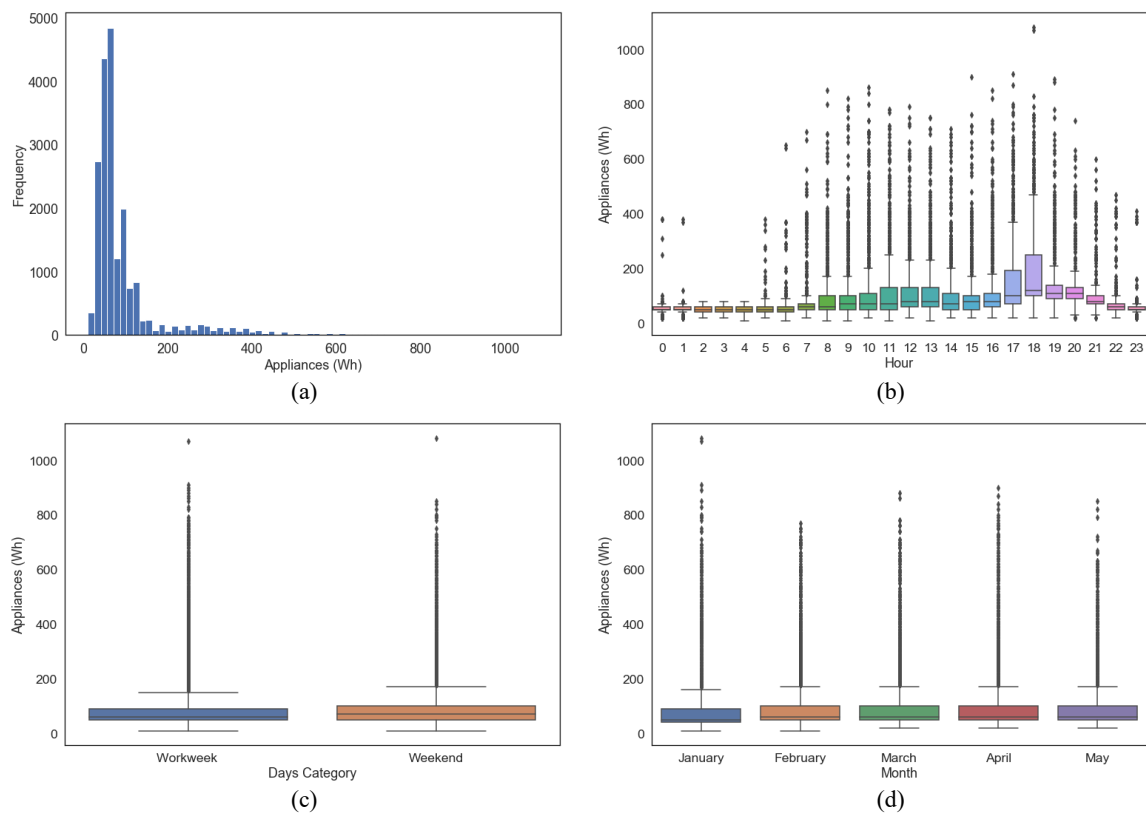 5000
4000
3000
2000
1000
0
Frequency
0 200 400 600 800 1000
Appliances (Wh)
(a)
1000
800
600
400
200
0
Appliances (Wh)
0 1 2 3 4 5 6 7 8 9 10 11 12 13 14 15 16 17 18 19 20 21 22 23
Hour
(b)
1000
800
600
400
200
0
Appliances (Wh)
Workweek Weekend
Days Category
(c)
1000
800
600
400
200
0
Appliances (Wh)
January February March April May
Month
(d)